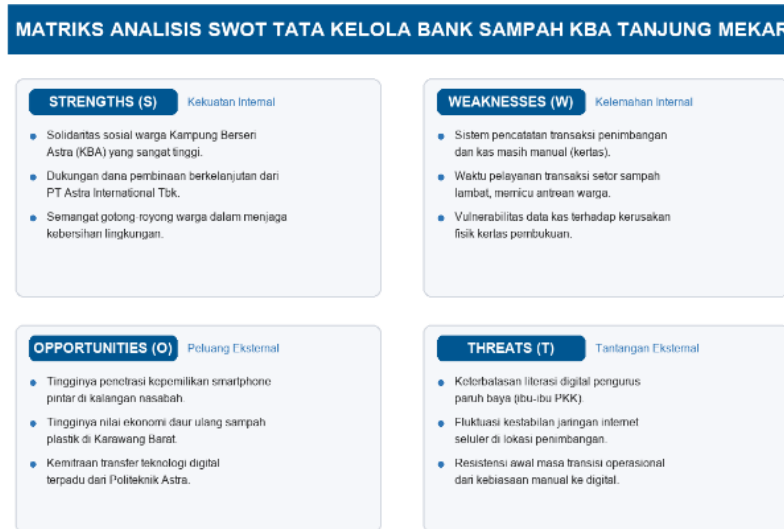 MATRIKS ANALISIS SWOT TATA KELOLA BANK SAMPAH KBA TANJUNG MEKAR
STRENGTHS (S) Kekuatan Internal
Solidaritas sosial warga Kampung Berseri
Astra (KBA) yang sangat tinggi.
Dukungan dana pembinaan berkelanjutan dari
PT Astra International Tbk.
Semangat gotong-royong warga dalam menjaga
kebersihan lingkungan.
WEAKNESSES (W) Kelemahan Internal
Sistem pencatatan transaksi penimbangan
dan kas masih manual (kertas).
Waktu pelayanan transaksi setor sampah
lambat, memicu antrean warga.
Vulnerabilitas data kas terhadap kerusakan
fisik kertas pembukuan.
OPPORTUNITIES (O) Peluang Eksternal
Tingginya penetrasi kepemilikan smartphone
pintar di kalangan nasabah.
Tingginya nilai ekonomi daur ulang sampah
plastik di Karawang Barat.
Kemitraan transfer teknologi digital
terpadu dari Politeknik Astra.
THREATS (T) Tantangan Eksternal
Keterbatasan literasi digital pengurus
paruh baya (ibu-ibu PKK).
Fluktuasi kestabilan jaringan internet
seluler di lokasi penimbangan.
Resistensi awal masa transisi operasional
dari kebiasaan manual ke digital.